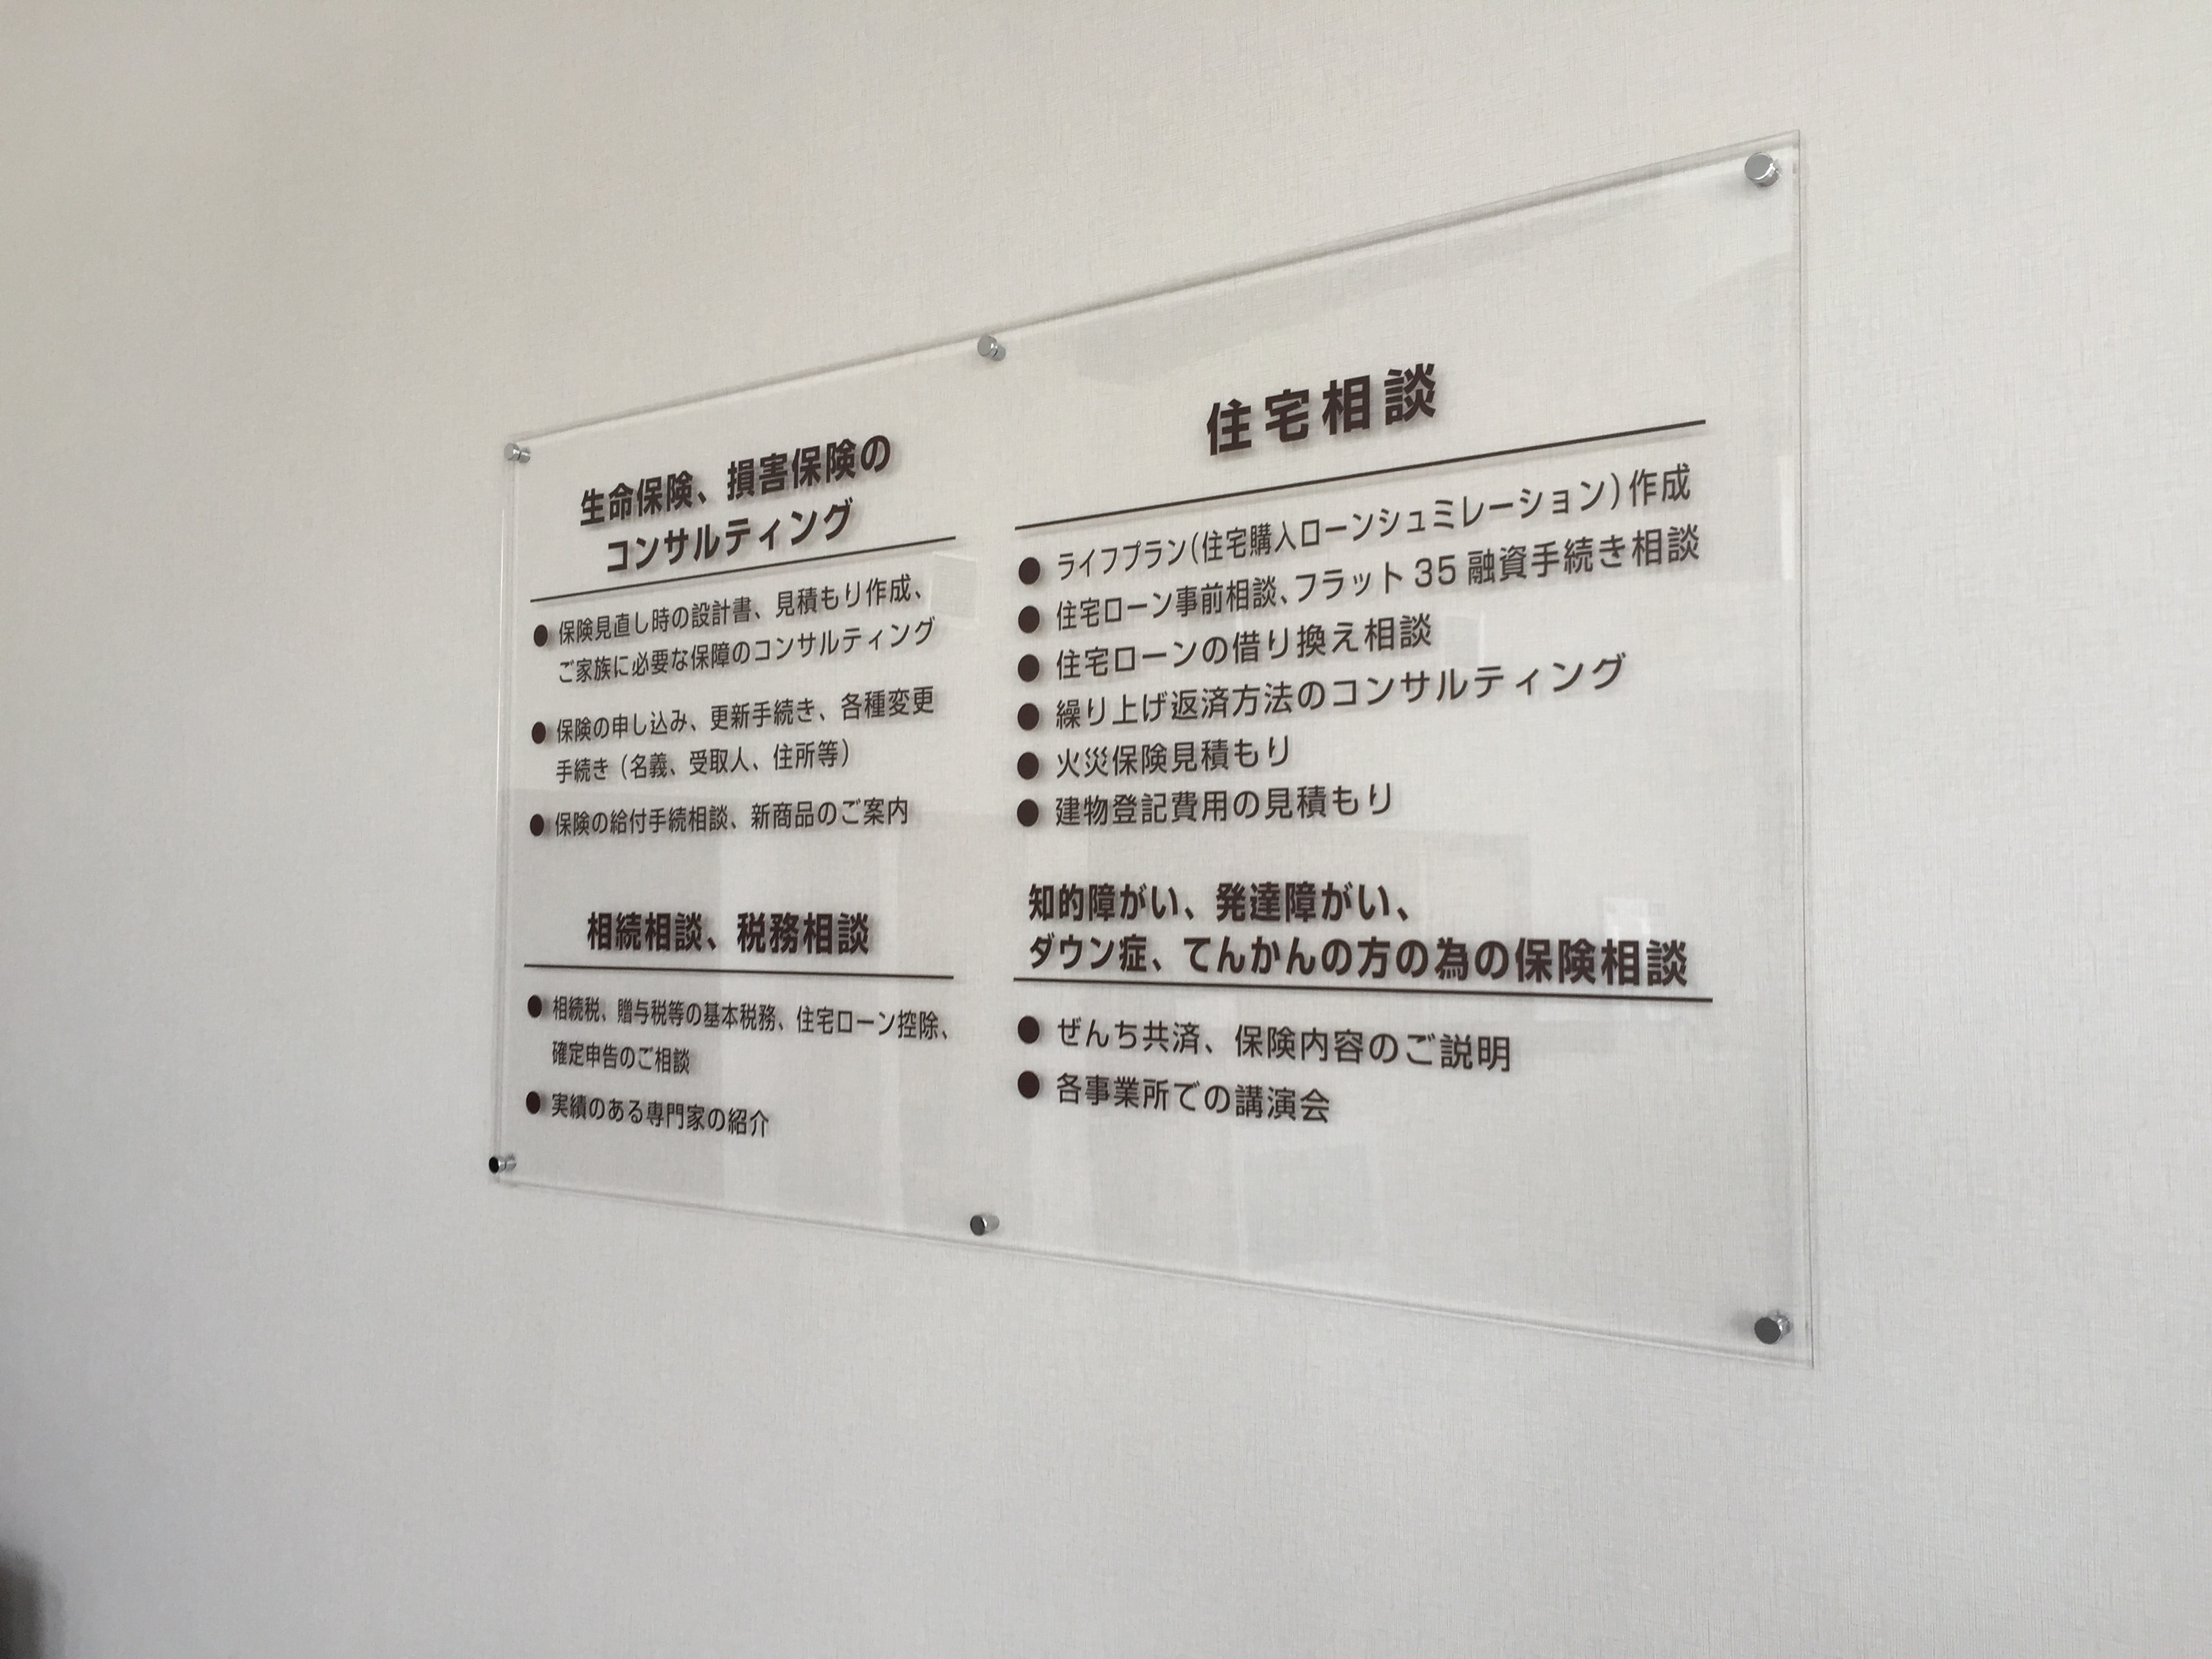 生命保険、損害保険の
コンサルティング
● 保険見直し時の設計書、見積もり作成、
ご家族に必要な保障のコンサルティング
● 保険の申し込み、更新手続き、各種変更
手続き（名義、受取人、住所等）
● 保険の給付手続相談、新商品のご案内
相続相談、税務相談
● 相続税、贈与税等の基本税務、住宅ローン控除、
確定申告のご相談
● 実績のある専門家の紹介
住宅相談
● ライフプラン(住宅購入ローンシュミレーション)作成
● 住宅ローン事前相談、フラット35融資手続き相談
● 住宅ローンの借り換え相談
● 繰り上げ返済方法のコンサルティング
● 火災保険見積もり
● 建物登記費用の見積もり
知的障がい、発達障がい、
ダウン症、てんかんの方の為の保険相談
● ぜんち共済、保険内容のご説明
● 各事業所での講演会